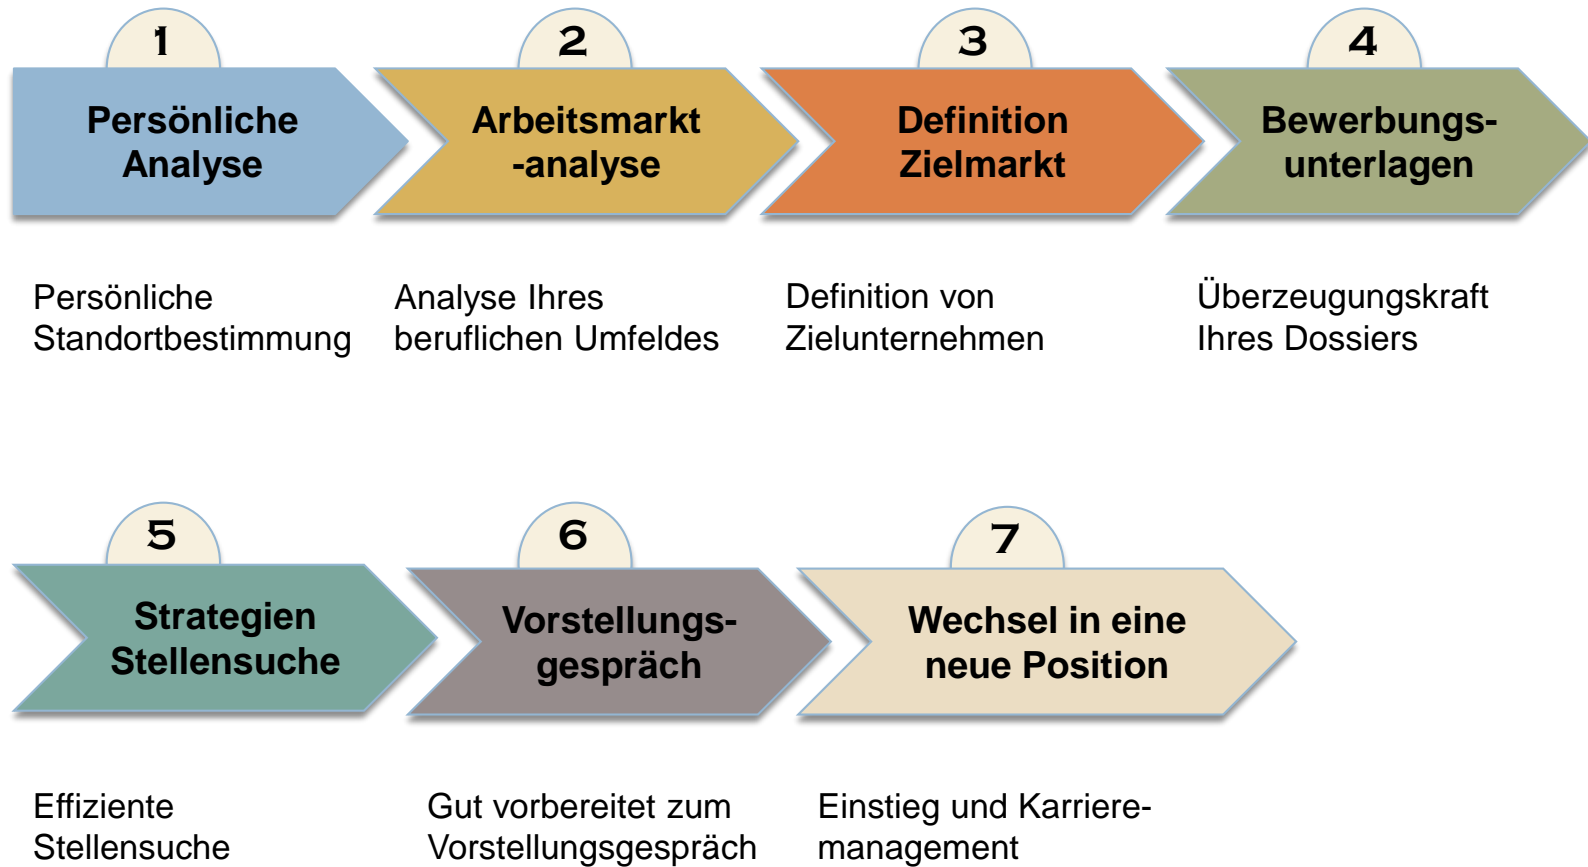 1
Persönliche
Analyse
2
Arbeitsmarkt
-analyse
3
Definition
Zielmarkt
4
Bewerbungs-
unterlagen
Persönliche
Standortbestimmung
Analyse Ihres
beruflichen Umfeldes
Definition von
Zielunternehmen
Überzeugungskraft
Ihres Dossiers
5
Strategien
Stellensuche
6
Vorstellungs-
gespräch
7
Wechsel in eine
neue Position
Effiziente
Stellensuche
Gut vorbereitet zum
Vorstellungsgespräch
Einstieg und Karriere-
management